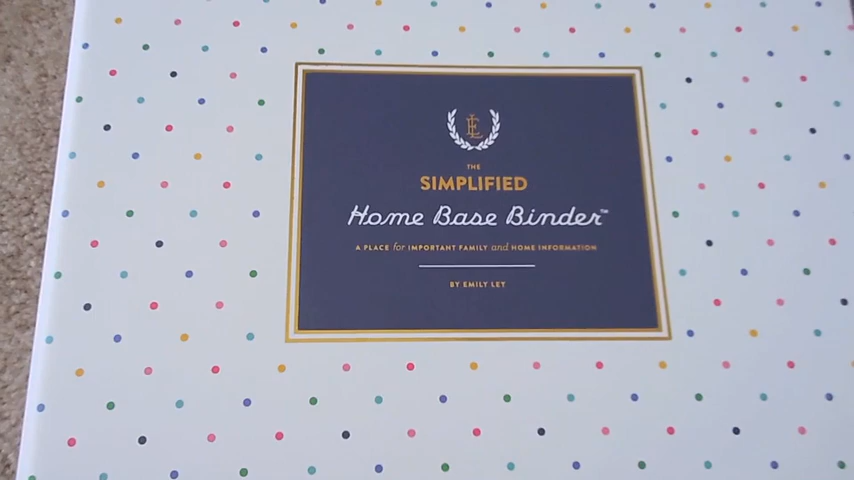 EL
THE
SIMPLIFIED
Home Base Binder™
A PLACE for IMPORTANT FAMILY and HOME INFORMATION
BY EMILY LEY